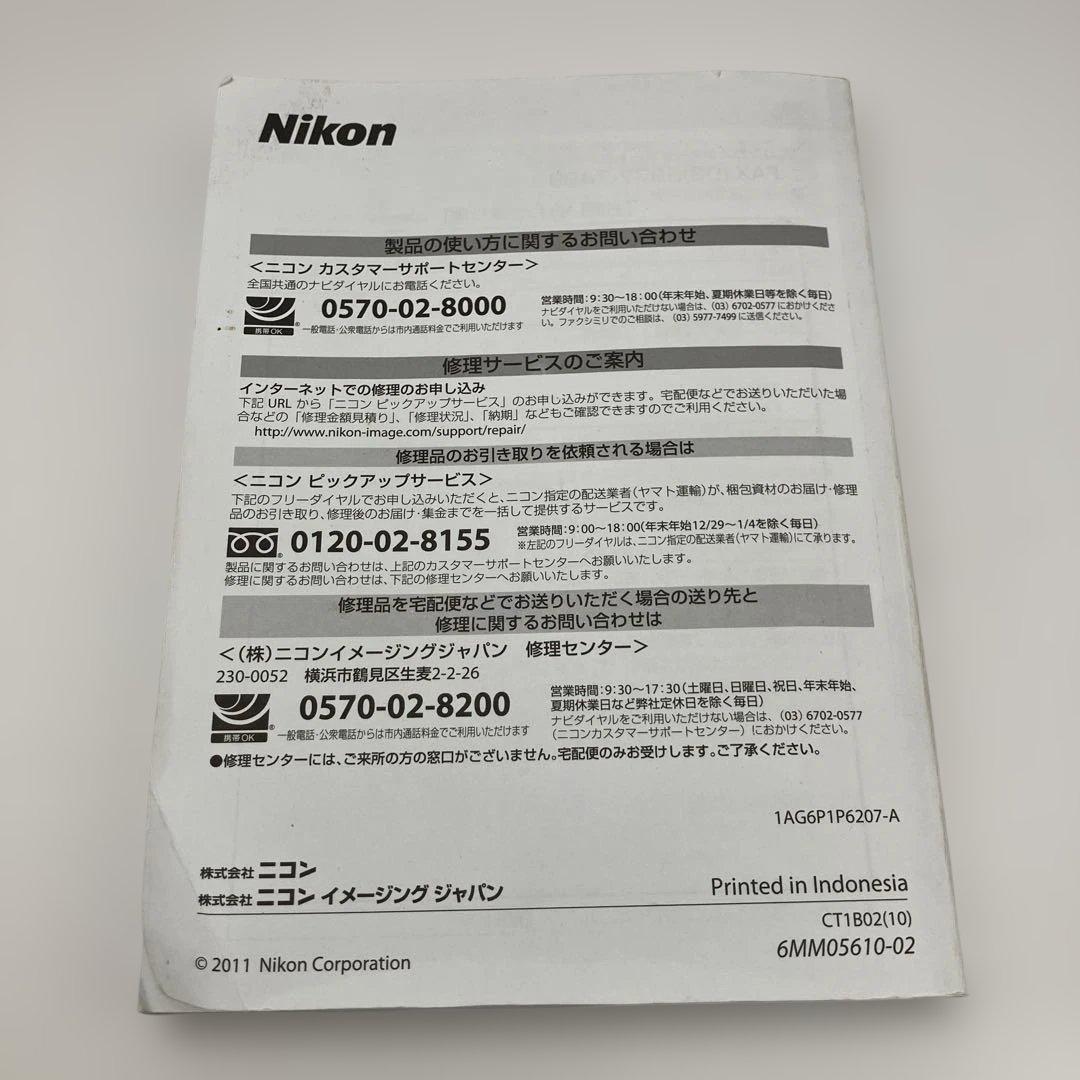 Nikon
製品の使い方に関するお問い合わせ
＜ニコン カスタマーサポートセンター＞
全国共通のナビダイヤルにお電話ください。
携帯OK
0570-02-8000
一般電話・公衆電話からは市内通話料金でご利用いただけます
営業時間：9：30～18：00（年末年始、夏期休業日等を除く毎日）
ナビダイヤルをご利用いただけない場合は、（03）6702-0577 におかけくださ
い。ファクシミリでのご相談は、（03）5977-7499 に送信ください。
修理サービスのご案内
インターネットでの修理のお申し込み
下記 URL から「ニコン ピックアップサービス」のお申し込みができます。宅配便などでお送りいただいた場
合などの「修理金額見積り」、「修理状況」、「納期」などもご確認できますのでご利用ください。
http://www.nikon-image.com/support/repair/
修理品のお引き取りを依頼される場合は
＜ニコン ピックアップサービス＞
下記のフリーダイヤルでお申し込みいただくと、ニコン指定の配送業者（ヤマト運輸）が、梱包資材のお届け・修理
品のお引き取り、修理後のお届け・集金までを一括して提供するサービスです。
0120-02-8155
営業時間：9：00～18：00（年末年始12/29～1/4を除く毎日）
※左記のフリーダイヤルは、ニコン指定の配送業者（ヤマト運輸）にて承ります。
製品に関するお問い合わせは、上記のカスタマーサポートセンターへお願いいたします。
修理に関するお問い合わせは、下記の修理センターへお願いいたします。
修理品を宅配便などでお送りいただく場合の送り先と
修理に関するお問い合わせは
＜（株）ニコンイメージングジャパン 修理センター＞
230-0052 横浜市鶴見区生麦2-2-26
携帯OK
0570-02-8200
一般電話・公衆電話からは市内通話料金でご利用いただけます
営業時間：9：30～17：30（土曜日、日曜日、祝日、年末年始、
夏期休業日など弊社定休日を除く毎日）
ナビダイヤルをご利用いただけない場合は、（03）6702-0577
（ニコンカスタマーサポートセンター）におかけください。
●修理センターには、ご来所の方の窓口がございません。宅配便のみお受けします。ご了承ください。
1AG6P1P6207-A
株式会社 ニコン
株式会社 ニコン イメージング ジャパン
Printed in Indonesia
CT1B02(10)
6MM05610-02
© 2011 Nikon Corporation